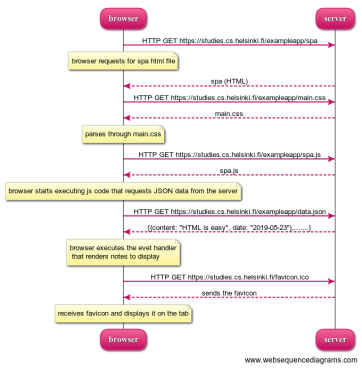 browser server
HTTP GET https://studies.cs.helsinki.fi/exampleapp/spa
browser requests for spa html file
spa (HTML)
HTTP GET https://studies.cs.helsinki.fi/exampleapp/main.css
main.css
parses through main.css
HTTP GET https://studies.cs.helsinki.fi/exampleapp/spa.js
spa.js
browser starts executing js code that requests JSON data from the server
HTTP GET https://studies.cs.helsinki.fi/exampleapp/data.json
[{content: "HTML is easy", date: "2019-05-23"},........]
browser executes the evet handler
that renders notes to display
HTTP GET https://studies.cs.helsinki.fi/favicon.ico
sends the favicon
receives favicon and displays it on the tab
browser server
www.websequencediagrams.com